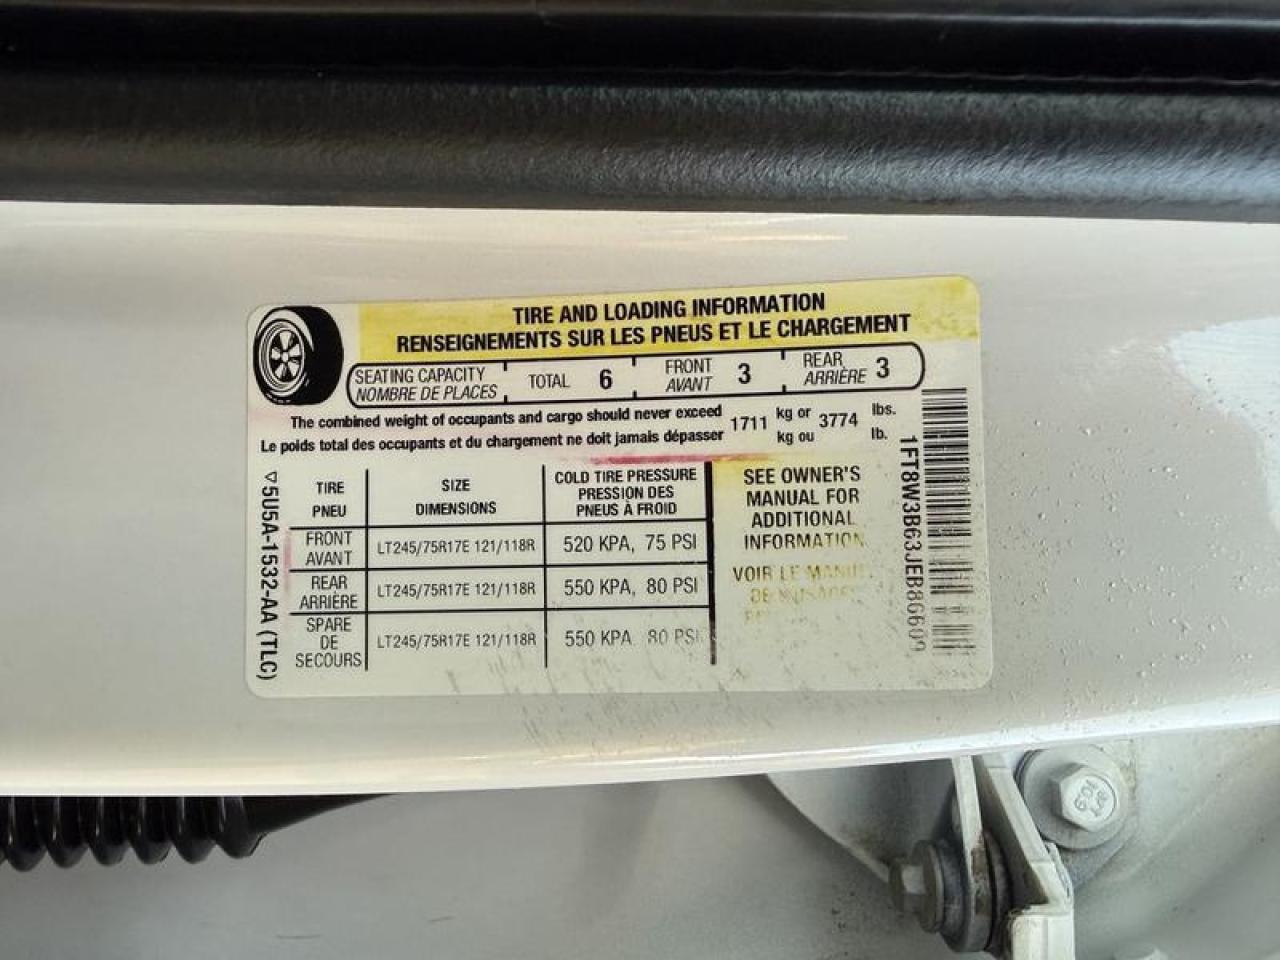 TIRE AND LOADING INFORMATION
RENSEIGNEMENTS SUR LES PNEUS ET LE CHARGEMENT
SEATING CAPACITY
NOMBRE DE PLACES
TOTAL 6
FRONT
AVANT 3
REAR
ARRIÈRE 3
The combined weight of occupants and cargo should never exceed
Le poids total des occupants et du chargement ne doit jamais dépasser
1711 kg or 3774 lbs.
kg ou lb.
TIRE
PNEU
SIZE
DIMENSIONS
COLD TIRE PRESSURE
PRESSION DES
PNEUS À FROID
FRONT
AVANT
LT245/75R17E 121/118R
520 KPA, 75 PSI
REAR
ARRIÈRE
LT245/75R17E 121/118R
550 KPA, 80 PSI
SPARE
DE
SECOURS
LT245/75R17E 121/118R
550 KPA 80 PSI
SEE OWNER'S
MANUAL FOR
ADDITIONAL
INFORMATION
VOIR LE
5U5A-1532-AA (TLC)
1FT8W3B63JEB86609
10.9